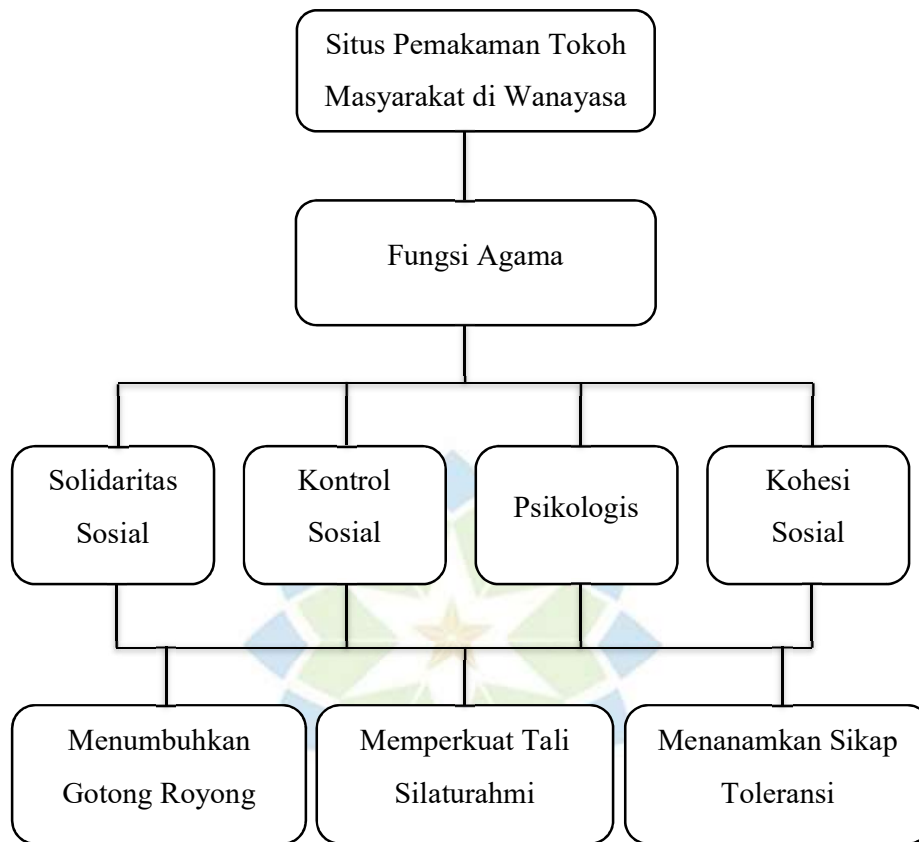 Situs Pemakaman Tokoh
Masyarakat di Wanayasa
Fungsi Agama
Solidaritas
Sosial
Kontrol
Sosial
Psikologis
Kohesi
Sosial
Menumbuhkan
Gotong Royong
Memperkuat Tali
Silaturahmi
Menanamkan Sikap
Toleransi